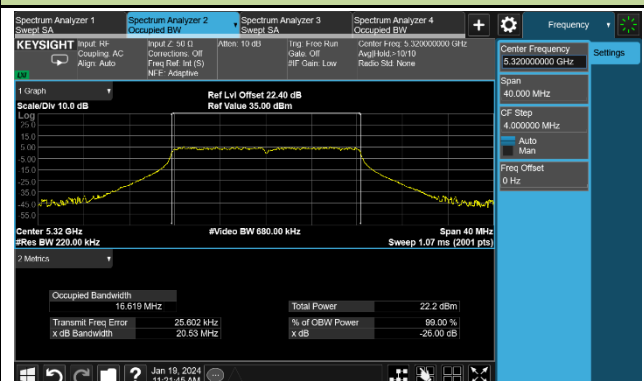 Spectrum Analyzer 1
Swept SA
Spectrum Analyzer 2
Occupied BW
Spectrum Analyzer 3
Swept SA
Spectrum Analyzer 4
Occupied BW
+
Frequency
KEYSIGHT
Input: RF
Coupling: AC
Align: Auto
Input Z: 50 Ω
Corrections: Off
Freq Ref: Int (S)
NFE: Adaptive
Atten: 10 dB
Trig: Free Run
Gate: Off
#IF Gain: Low
Center Freq: 5.320000000 GHz
Avg|Hold:>10/10
Radio Std: None
Center Frequency
5.320000000 GHz
Settings
Span
40.000 MHz
CF Step
4.000000 MHz
Auto
Man
Freq Offset
0 Hz
1 Graph
Scale/Div 10.0 dB
Ref Lvl Offset 22.40 dB
Ref Value 35.00 dBm
Log
25.0
15.0
5.00
-5.00
-15.0
-25.0
-35.0
-45.0
-55.0
Center 5.32 GHz
#Res BW 220.00 kHz
#Video BW 680.00 kHz
Span 40 MHz
Sweep 1.07 ms (2001 pts)
2 Metrics
Occupied Bandwidth
16.619 MHz
Total Power 22.2 dBm
Transmit Freq Error 25.602 kHz
% of OBW Power 99.00 %
x dB Bandwidth 20.53 MHz
x dB -26.00 dB
?
Jan 19, 2024
11:21:45 AM